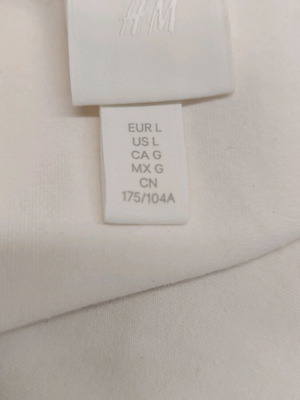 H&M
EUR L
US L
CA G
MX G
CN
175/104A